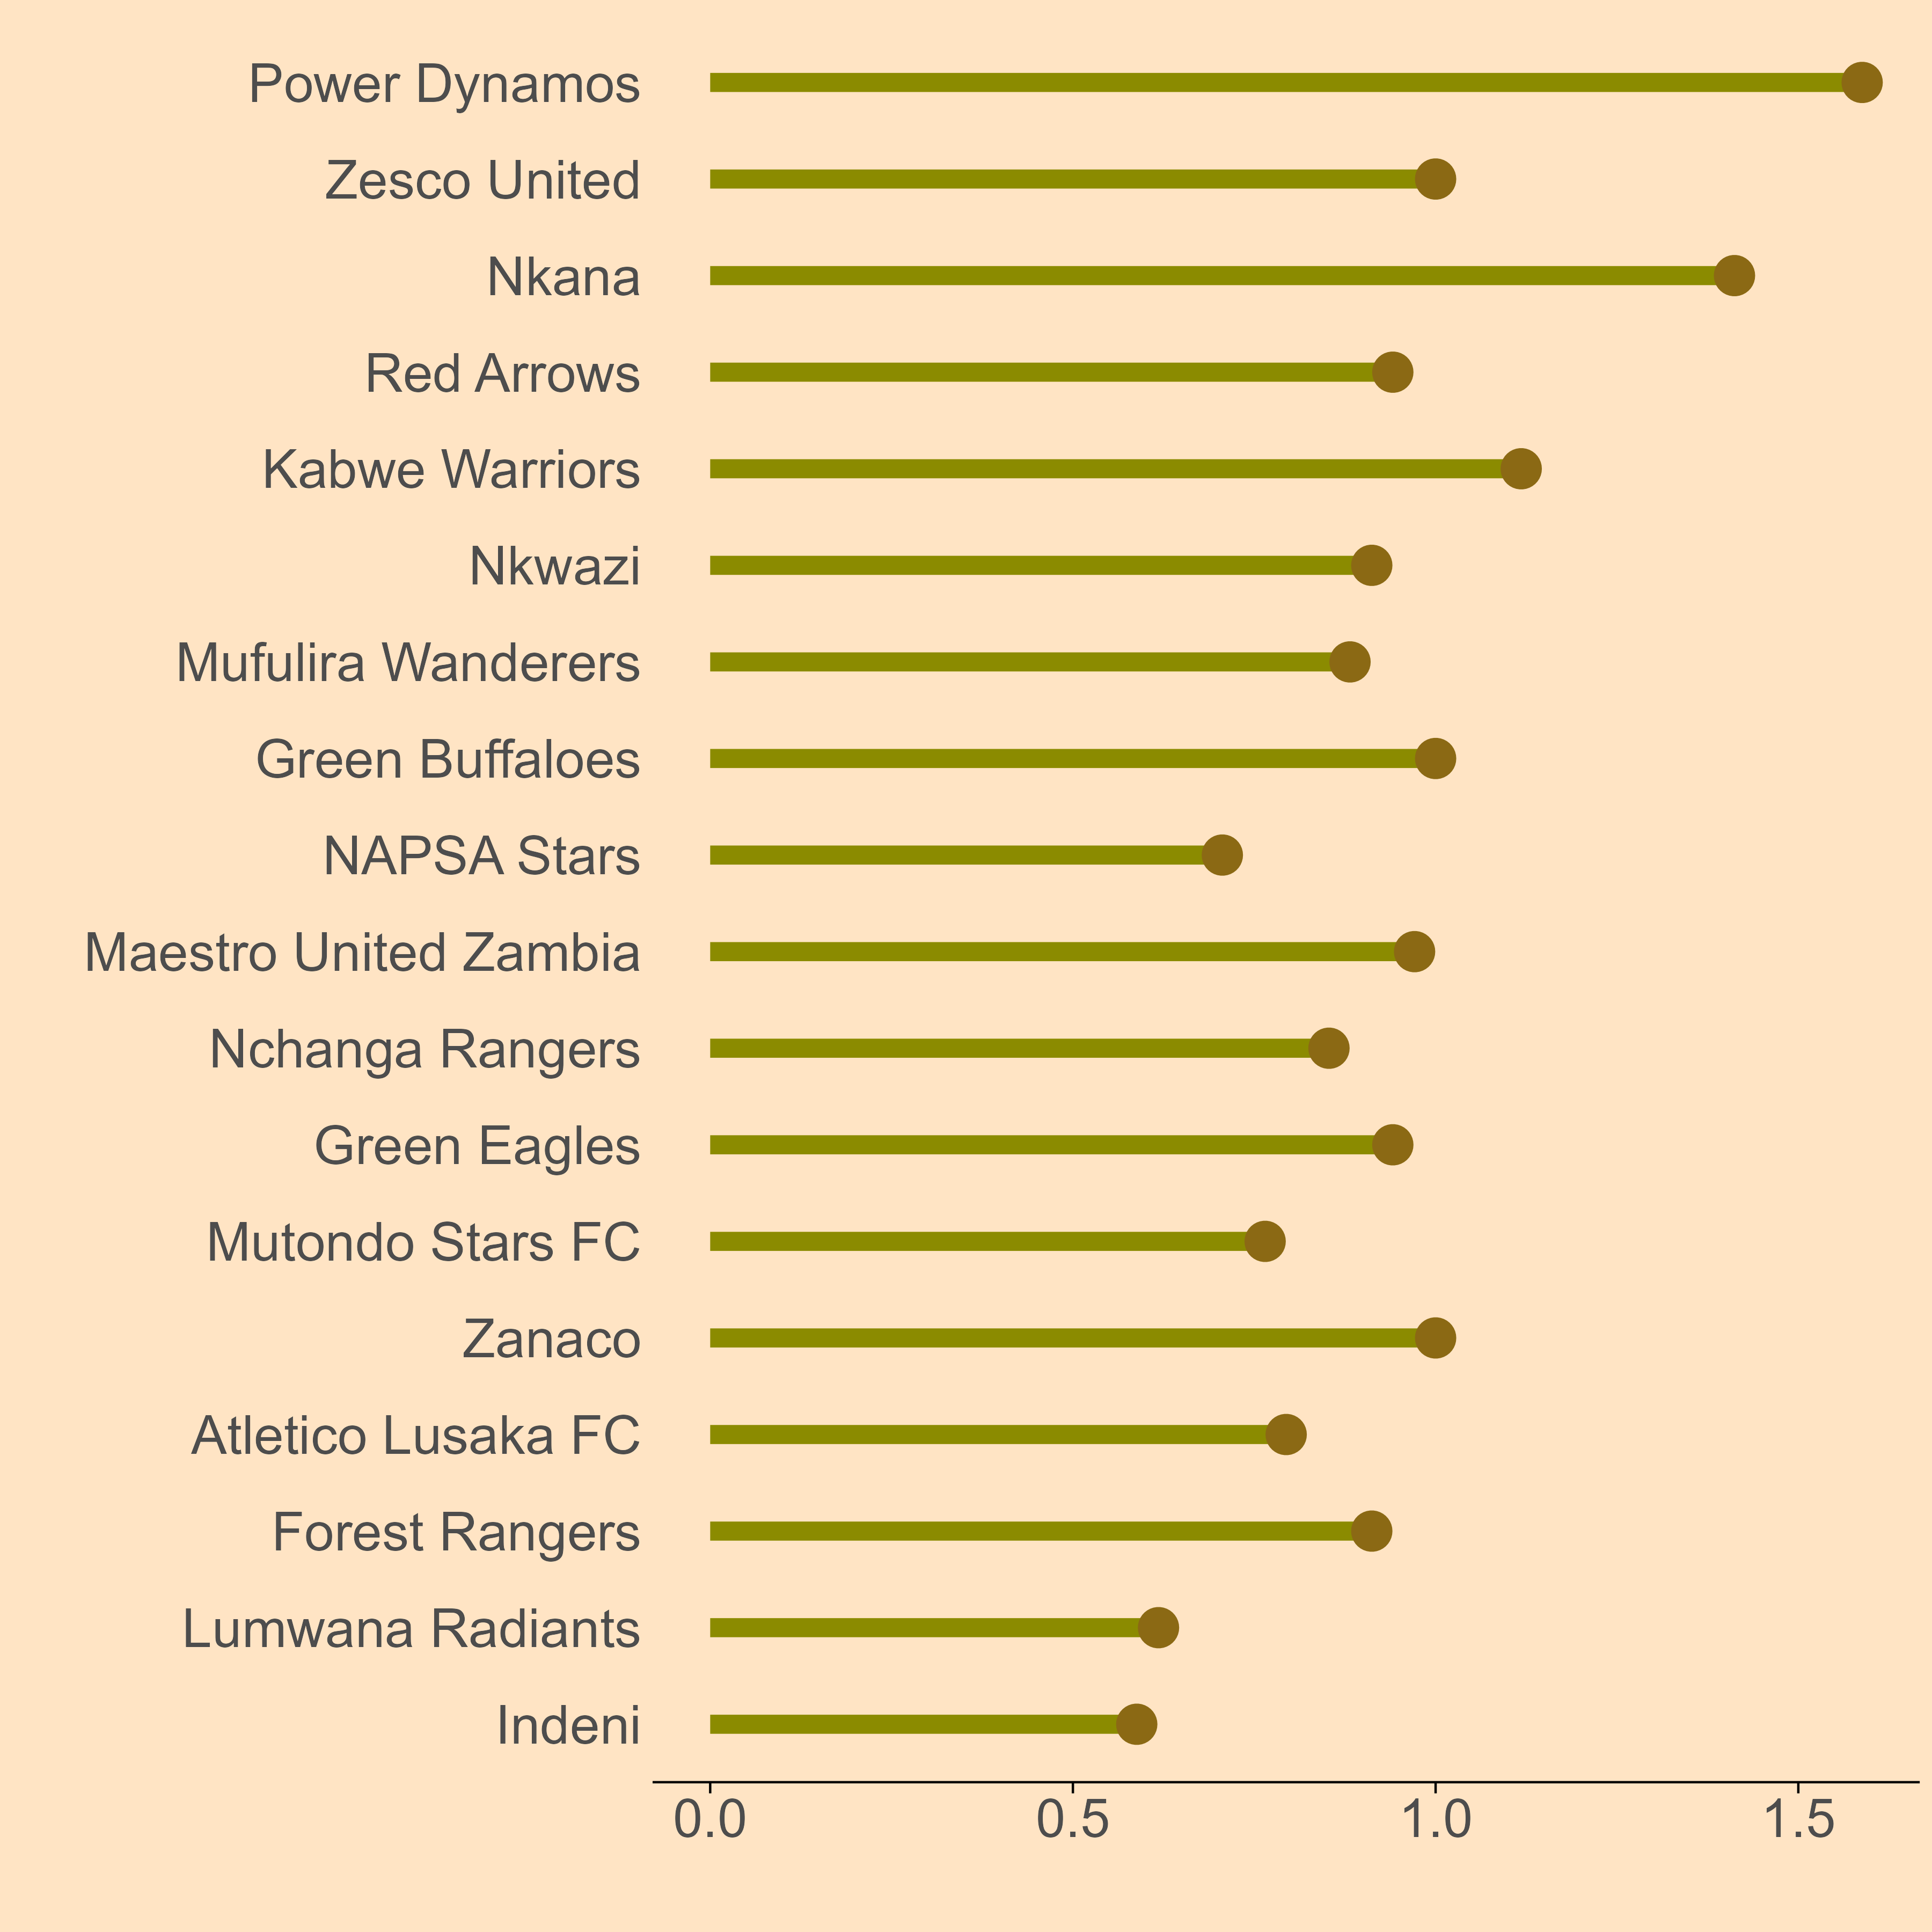 Power Dynamos
Zesco United
Nkana
Red Arrows
Kabwe Warriors
Nkwazi
Mufulira Wanderers
Green Buffaloes
NAPSA Stars
Maestro United Zambia
Nchanga Rangers
Green Eagles
Mutondo Stars FC
Zanaco
Atletico Lusaka FC
Forest Rangers
Lumwana Radiants
Indeni
0.0 0.5 1.0 1.5